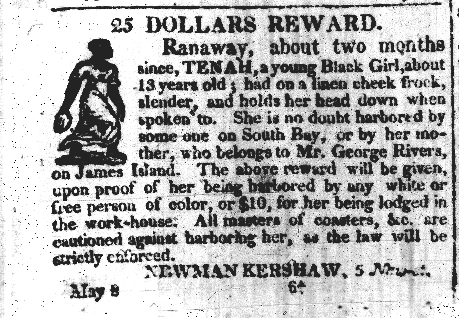 25 DOLLARS REWARD.
Ranaway, about two months
since, TENAH, a young Black Girl, about
13 years old; had on a linen check frock,
slender, and holds her head down when
spoken to. She is no doubt harbored by
some one on South Bay, or by her mo-
ther, who belongs to Mr. George Rivers,
on James Island. The above reward will be given,
upon proof of her being harbored by any white or
free person of color, or $10, for her being lodged in
the work-house. All masters of coasters, &c. are
cautioned against harboring her, as the law will be
strictly enforced.
NEWMAN KERSHAW, 5
May 8 6*